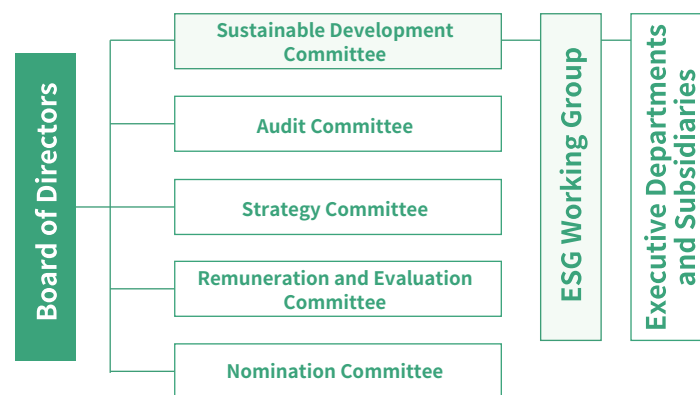 Board of Directors
Sustainable Development
Committee
Audit Committee
Strategy Committee
Remuneration and Evaluation
Committee
Nomination Committee
ESG Working Group
Executive Departments
and Subsidiaries